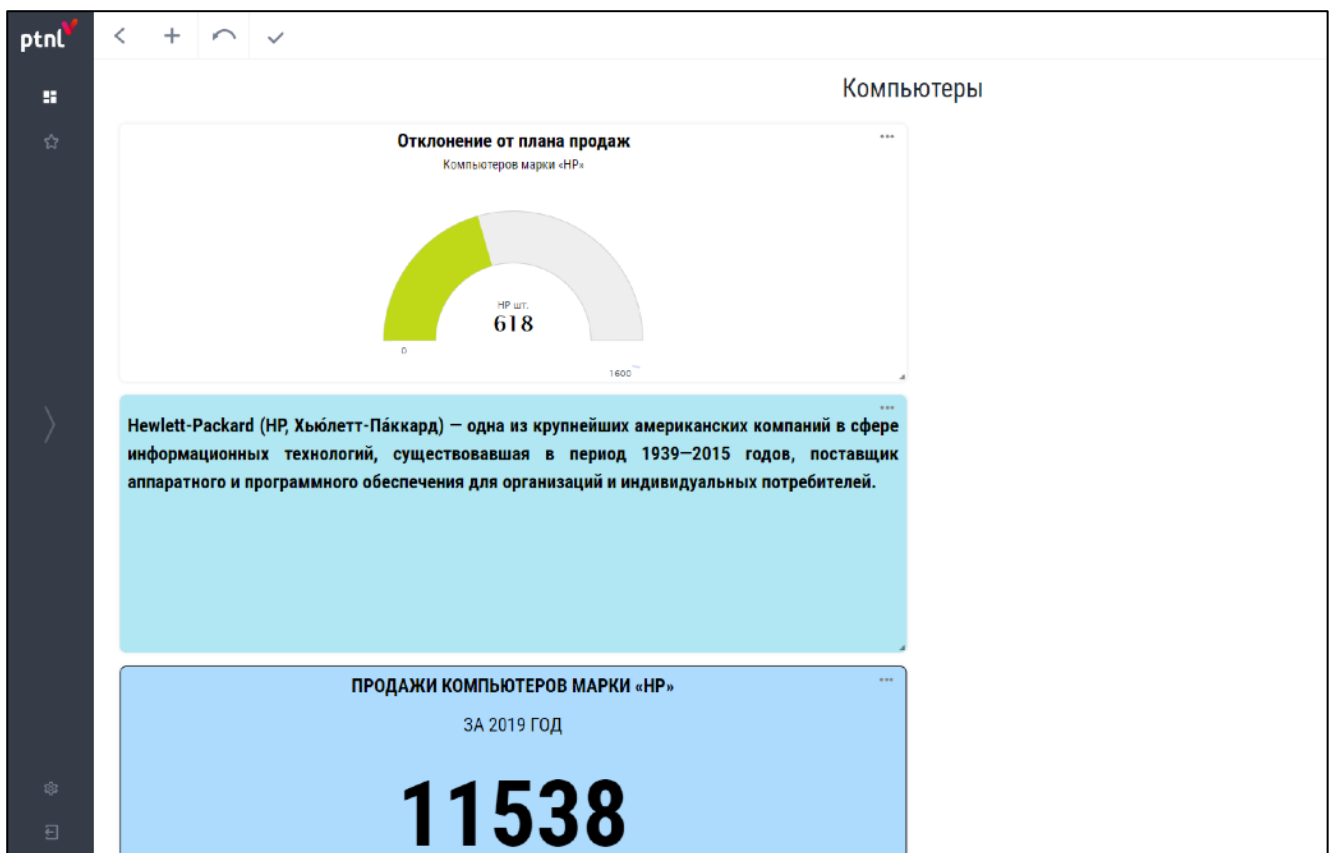 ptnl
Компьютеры
Отклонение от плана продаж
Компьютеров марки «HP»
HP шт.
618
0
1600
Hewlett-Packard (HP, Хью́летт-Па́ккард) — одна из крупнейших американских компаний в сфере
информационных технологий, существовавшая в период 1939—2015 годов, поставщик
аппаратного и программного обеспечения для организаций и индивидуальных потребителей.
ПРОДАЖИ КОМПЬЮТЕРОВ МАРКИ «HP»
ЗА 2019 ГОД
11538